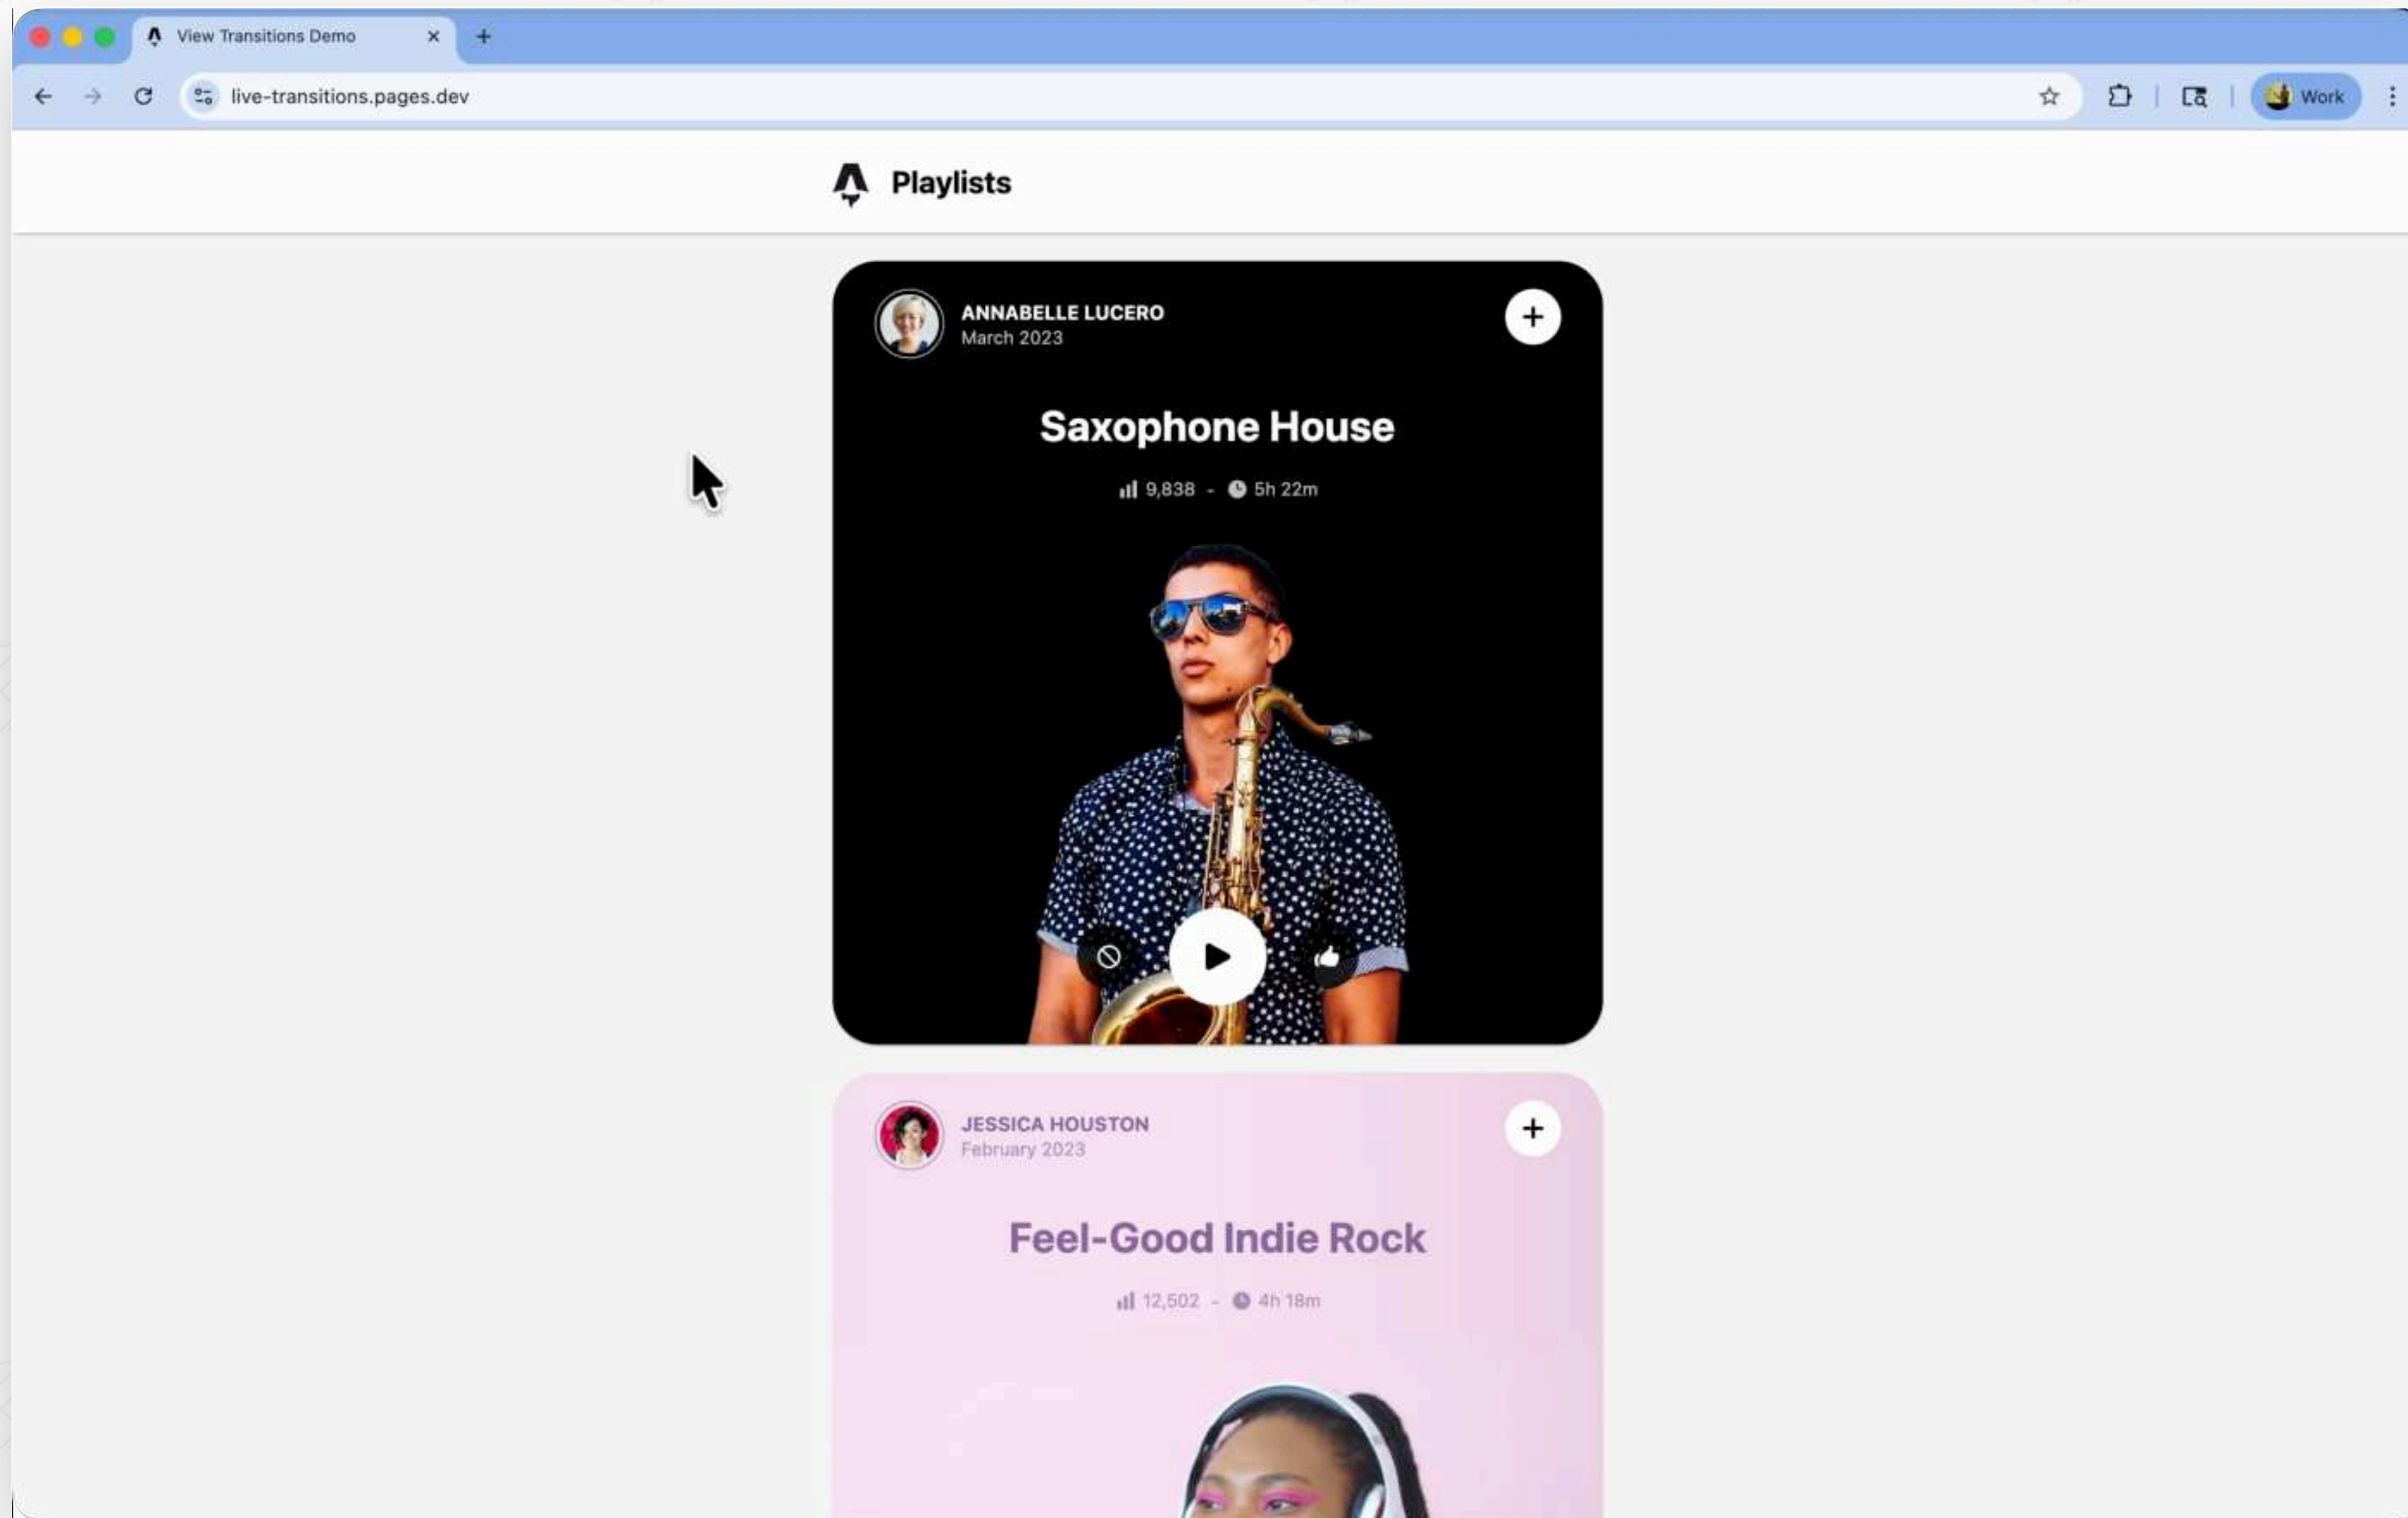 View Transitions Demo
live-transitions.pages.dev
Work
Playlists
ANNABELLE LUCERO
March 2023
Saxophone House
9,838 - 5h 22m
JESSICA HOUSTON
February 2023
Feel-Good Indie Rock
12,502 - 4h 18m